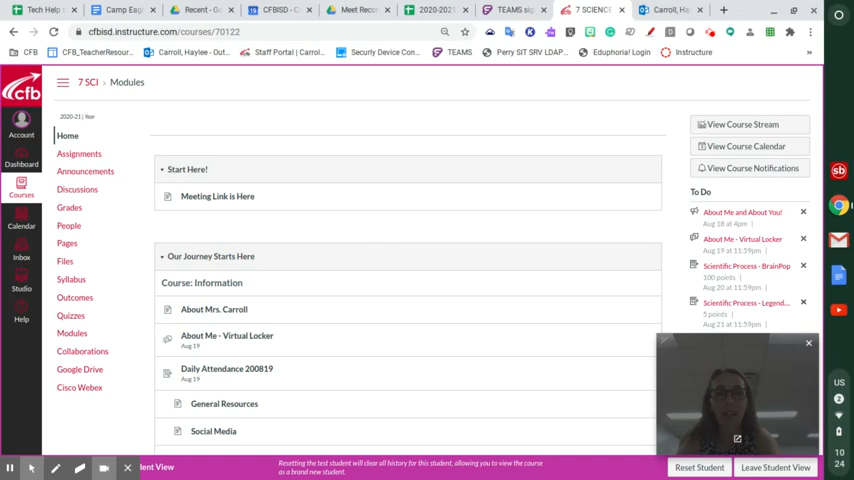 Tech Help t
Camp Eagl
Recent - Go
CFBISD - C
Meet Reco
2020-2021
TEAMS sig
7 SCIENCE
Carroll, Ha
cfbisd.instructure.com/courses/70122
CFB
CFB_TeacherResour...
Carroll, Haylee - Ou...
Staff Portal | Carrol...
Securly Device Con...
TEAMS
Perry SIT SRV LDAP...
Eduphoria! Login
Instructure
»
cfb
7 SCI › Modules
2020-21 | Year
Account
Dashboard
Courses
Calendar
Inbox
Studio
Help
Home
Assignments
Announcements
Discussions
Grades
People
Pages
Files
Syllabus
Outcomes
Quizzes
Modules
Collaborations
Google Drive
Cisco Webex
Start Here!
Meeting Link is Here
Our Journey Starts Here
Course: Information
About Mrs. Carroll
About Me - Virtual Locker
Aug 19
Daily Attendance 200819
Aug 19
General Resources
Social Media
View Course Stream
View Course Calendar
View Course Notifications
To Do
About Me and About You!
Aug 18 at 4pm |
About Me - Virtual Locker
Aug 19 at 11:59pm |
Scientific Process - BrainPop
100 points |
Aug 20 at 11:59pm |
Scientific Process - Legend...
5 points |
Aug 21 at 11:59pm |
sb
US
2
10
24
dent View
Resetting the test student will clear all history for this student, allowing you to view the course
as a brand new student.
Reset Student
Leave Student View